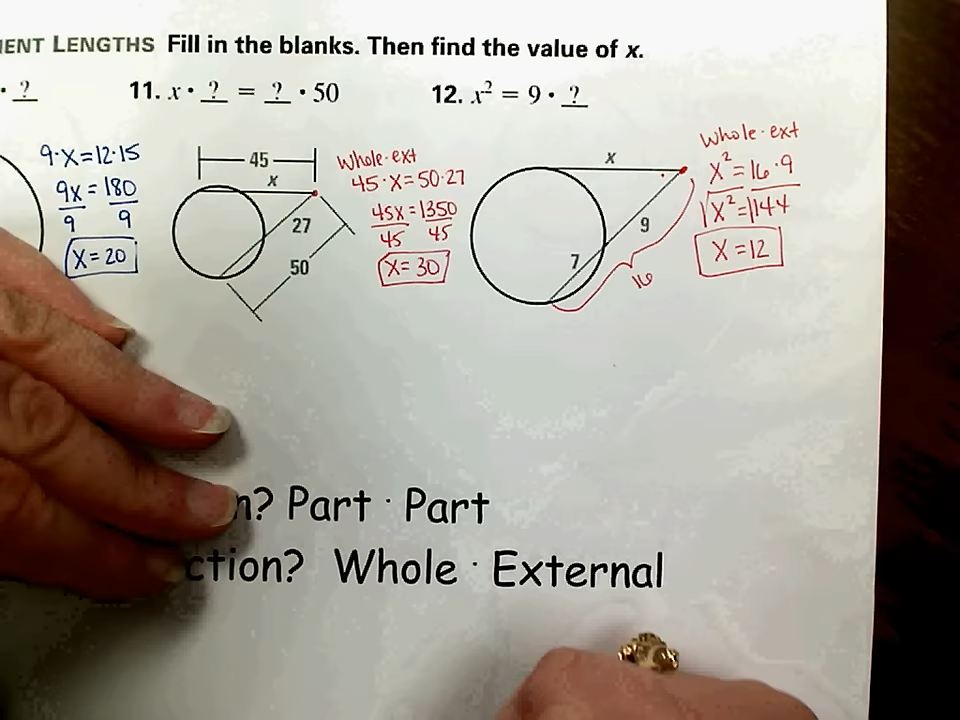 IENT LENGTHS Fill in the blanks. Then find the value of x.
· ?
11. x · ? = ? · 50
12. x² = 9 · ?
9·X=12·15
9x = 180
9 9
X= 20
45
x
27
50
Whole·ext
45·X=50·27
45X=1350
45 45
X= 30
x
9
7
16
Whole·ext
X²=16·9
√X²=√144
X=12
n? Part · Part
ction? Whole · External